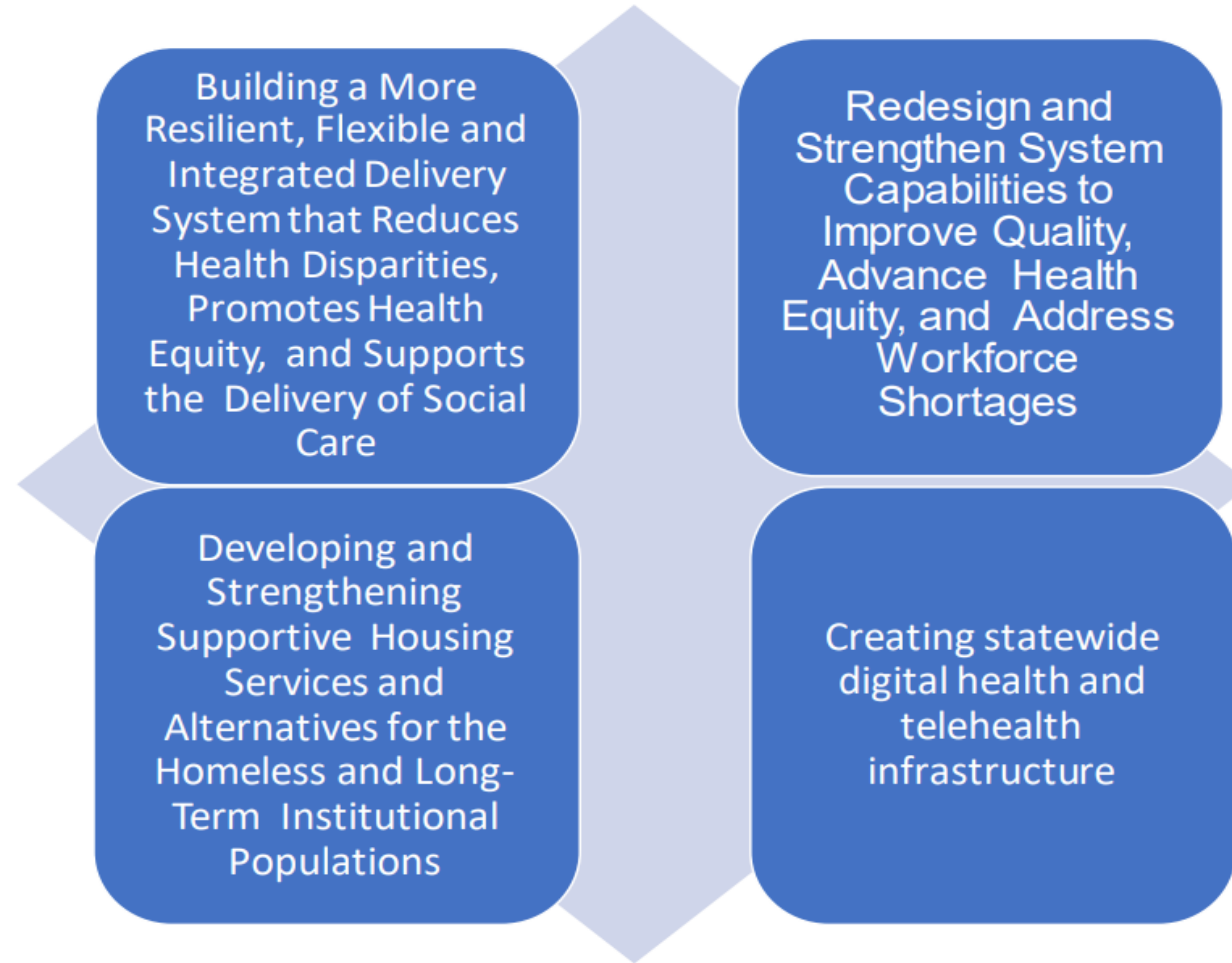 Building a More
Resilient, Flexible and
Integrated Delivery
System that Reduces
Health Disparities,
Promotes Health
Equity, and Supports
the Delivery of Social
Care
Redesign and
Strengthen System
Capabilities to
Improve Quality,
Advance Health
Equity, and Address
Workforce
Shortages
Developing and
Strengthening
Supportive Housing
Services and
Alternatives for the
Homeless and Long-
Term Institutional
Populations
Creating statewide
digital health and
telehealth
infrastructure